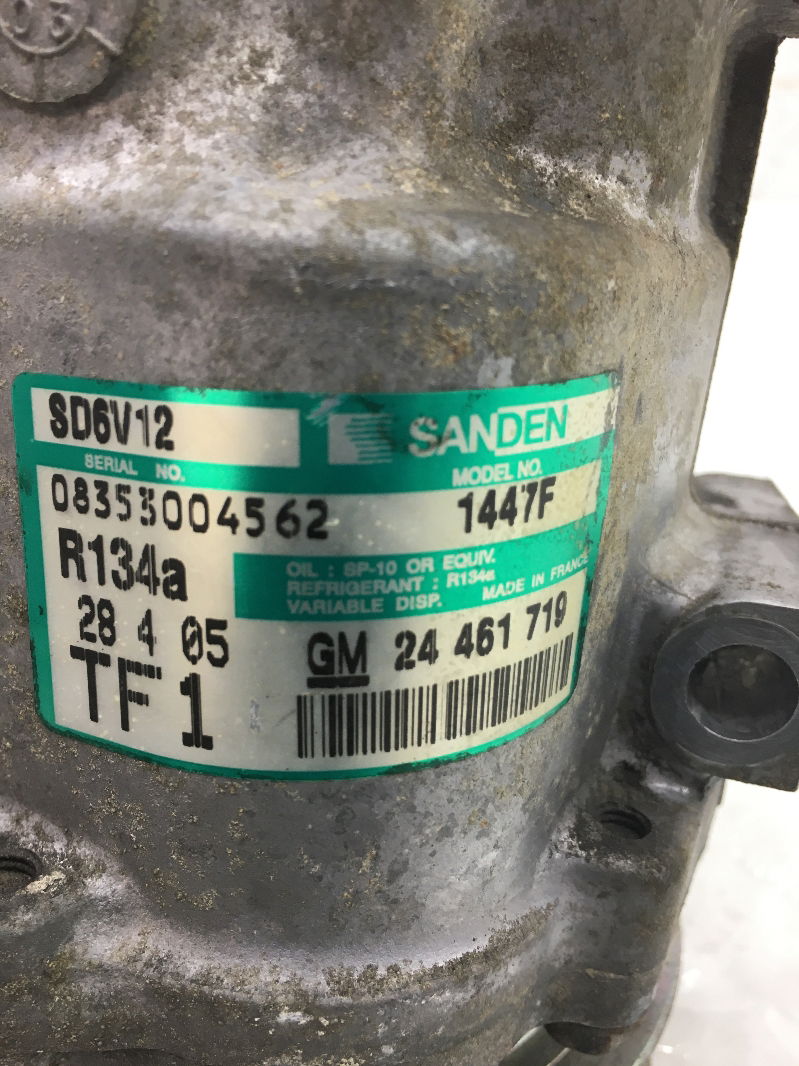 03
SD6V12
SANDEN
SERIAL NO.
MODEL NO.
08353004562
1447F
R134a
OIL : SP-10 OR EQUIV.
REFRIGERANT : R134a
VARIABLE DISP.
MADE IN FRANCE
28 4 05
GM 24 461 719
TF1